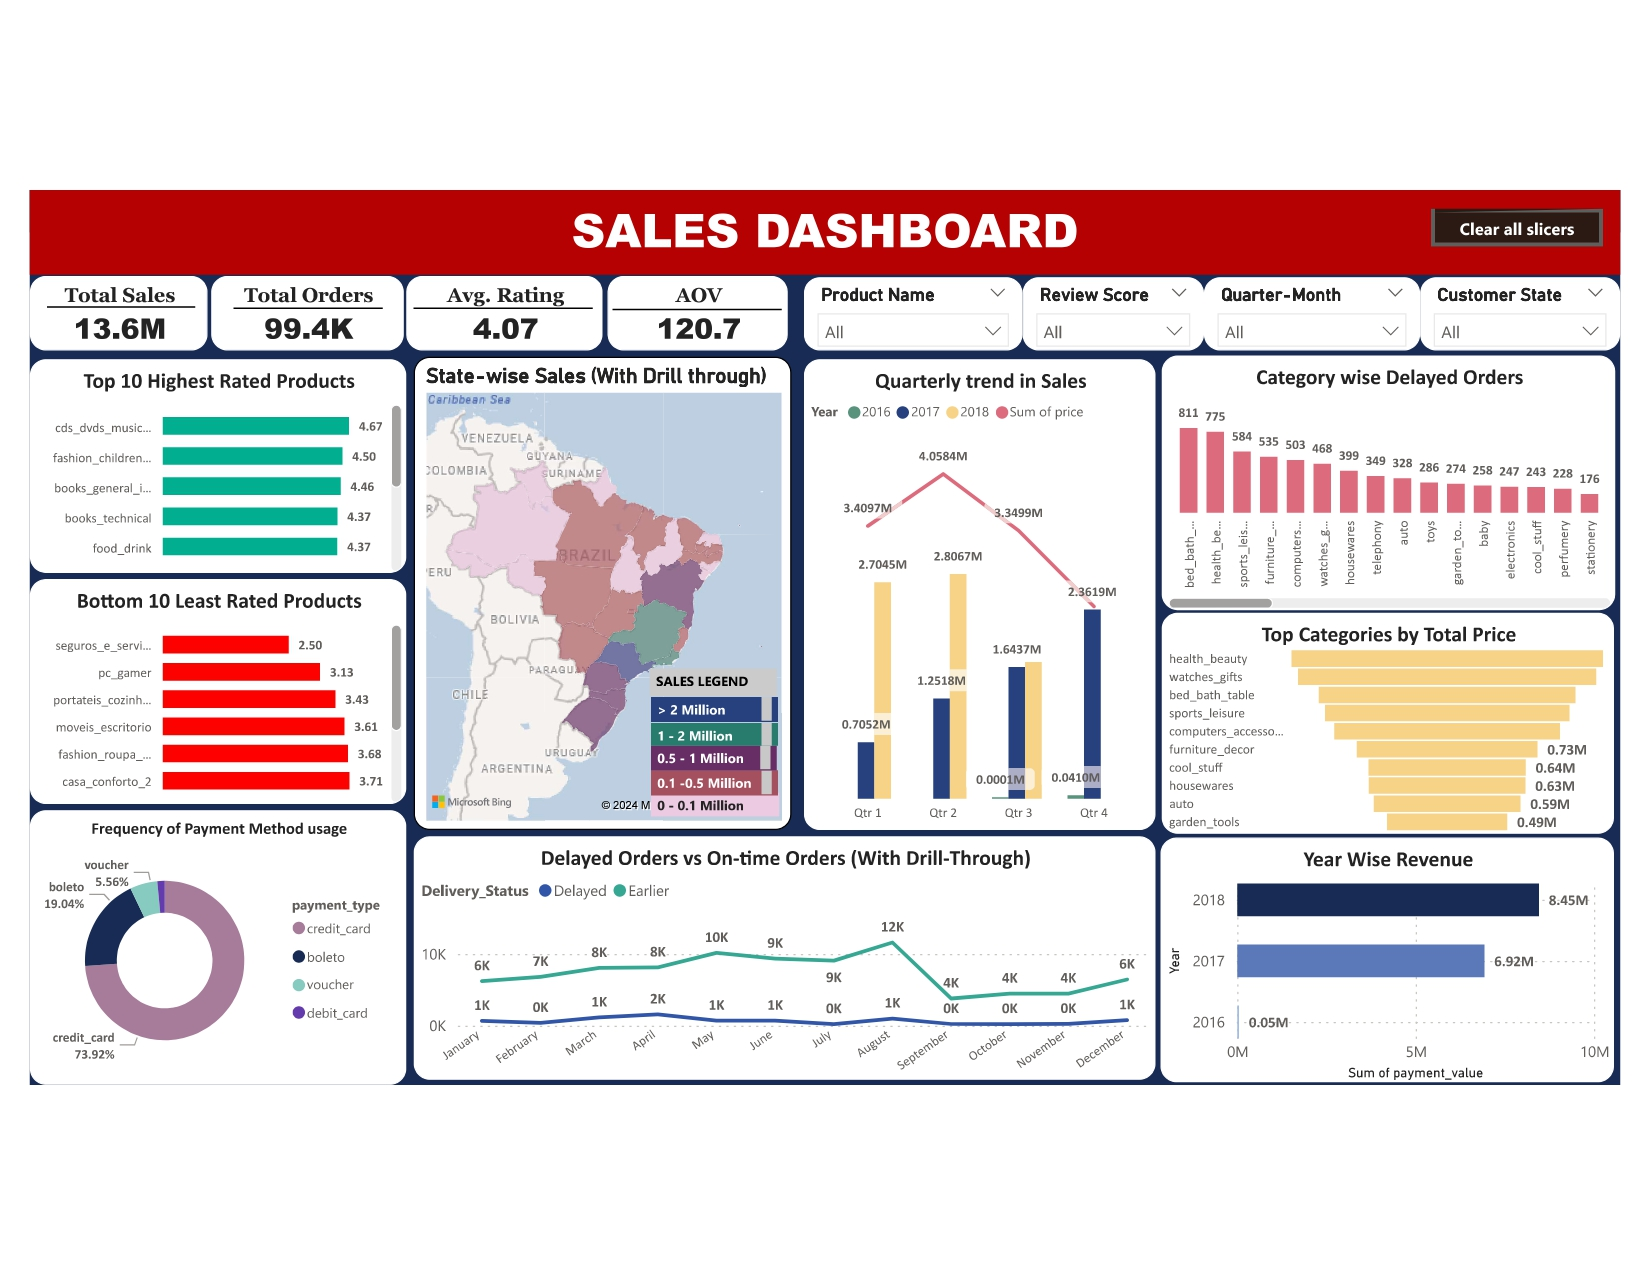 SALES DASHBOARD
Clear all slicers
Total Sales
13.6M
Total Orders
99.4K
Avg. Rating
4.07
AOV
120.7
Product Name
All
Review Score
All
Quarter-Month
All
Customer State
All
Top 10 Highest Rated Products
cds_dvds_music... 4.67
fashion_children... 4.50
books_general_i... 4.46
books_technical 4.37
food_drink 4.37
Bottom 10 Least Rated Products
seguros_e_servi... 2.50
pc_gamer 3.13
portateis_cozinh... 3.43
moveis_escritorio 3.61
fashion_roupa_... 3.68
casa_conforto_2 3.71
Frequency of Payment Method usage
voucher
5.56%
boleto
19.04%
credit_card
73.92%
payment_type
credit_card
boleto
voucher
debit_card
State-wise Sales (With Drill through)
Caribbean Sea
VENEZUELA
GUYANA
COLOMBIA
SURINAME
BRAZIL
PERU
BOLIVIA
PARAGU
CHILE
URUGUAY
ARGENTINA
Microsoft Bing
© 2024 M
SALES LEGEND
> 2 Million
1 - 2 Million
0.5 - 1 Million
0.1 -0.5 Million
0 - 0.1 Million
Quarterly trend in Sales
Year 2016 2017 2018 Sum of price
4.0584M
3.4097M
3.3499M
2.3619M
2.7045M
2.8067M
1.6437M
1.2518M
0.7052M
0.0001M
0.0410M
Qtr 1 Qtr 2 Qtr 3 Qtr 4
Category wise Delayed Orders
811 775 584 535 503 468 399 349 328 286 274 258 247 243 228 176
bed_bath_...
health_be...
sports_leis...
furniture_...
computers...
watches_g...
housewares
telephony
auto
toys
garden_to...
baby
electronics
cool_stuff
perfumery
stationery
Top Categories by Total Price
health_beauty
watches_gifts
bed_bath_table
sports_leisure
computers_accesso...
furniture_decor 0.73M
cool_stuff 0.64M
housewares 0.63M
auto 0.59M
garden_tools 0.49M
Delayed Orders vs On-time Orders (With Drill-Through)
Delivery_Status Delayed Earlier
10K
0K
6K 7K 8K 8K 10K 9K 9K 12K 4K 4K 4K 6K
1K 0K 1K 2K 1K 1K 0K 1K 0K 0K 0K 1K
January February March April May June July August September October November December
Year Wise Revenue
Year
2018 8.45M
2017 6.92M
2016 0.05M
0M 5M 10M
Sum of payment_value